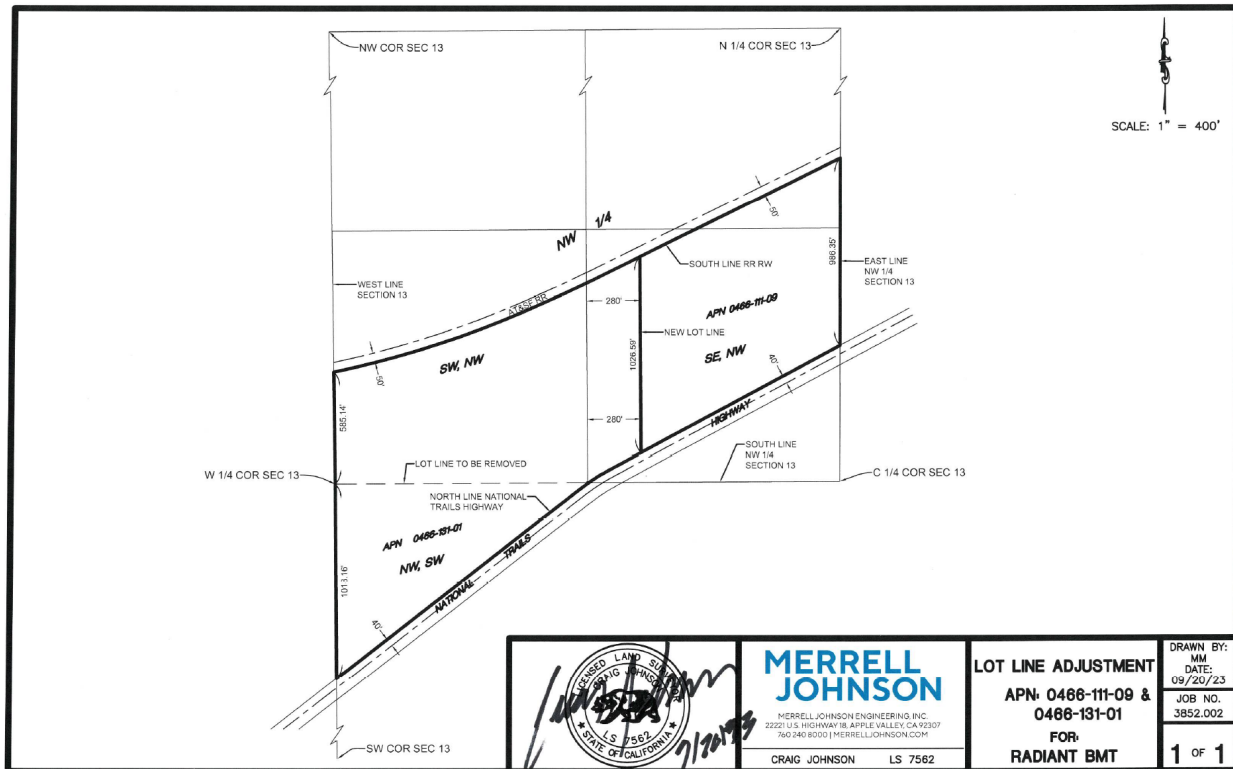 NW COR SEC 13
N 1/4 COR SEC 13
SCALE: 1" = 400'
NW 1/4
50'
WEST LINE
SECTION 13
SOUTH LINE RR RW
986.35'
EAST LINE
NW 1/4
SECTION 13
AT&SF RR
280'
APN 0466-111-09
NEW LOT LINE
1026.59'
SE, NW
SW, NW
50'
40'
585.14'
280'
HIGHWAY
SOUTH LINE
NW 1/4
SECTION 13
LOT LINE TO BE REMOVED
W 1/4 COR SEC 13
C 1/4 COR SEC 13
NORTH LINE NATIONAL
TRAILS HIGHWAY
APN 0466-131-01
NW, SW
TRAILS
NATIONAL
1013.16'
40'
SW COR SEC 13
LICENSED LAND SURVEYOR
CRAIG JOHNSON
LS 7562
STATE OF CALIFORNIA
MERRELL
JOHNSON
MERRELL JOHNSON ENGINEERING, INC.
22221 U.S. HIGHWAY 18, APPLE VALLEY, CA 92307
760 240 8000 | MERRELLJOHNSON.COM
CRAIG JOHNSON LS 7562
LOT LINE ADJUSTMENT
APN: 0466-111-09 &
0466-131-01
FOR:
RADIANT BMT
DRAWN BY:
MM
DATE:
09/20/23
JOB NO.
3852.002
1 OF 1